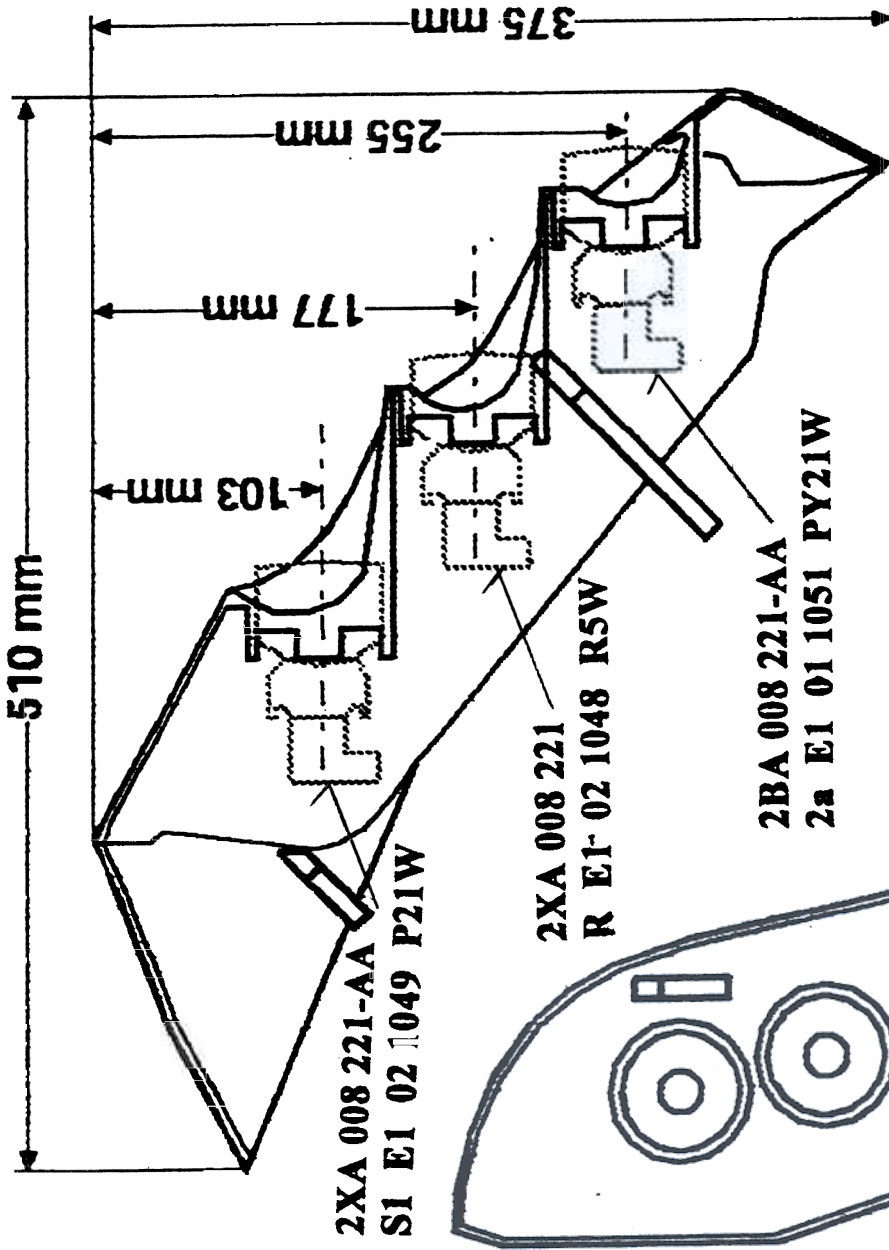 510 mm
375 mm
255 mm
177 mm
103 mm
2XA 008 221-AA
S1 E1 02 1049 P21W
2XA 008 221
R E1- 02 1048 R5W
2BA 008 221-AA
2a E1 01 1051 PY21W